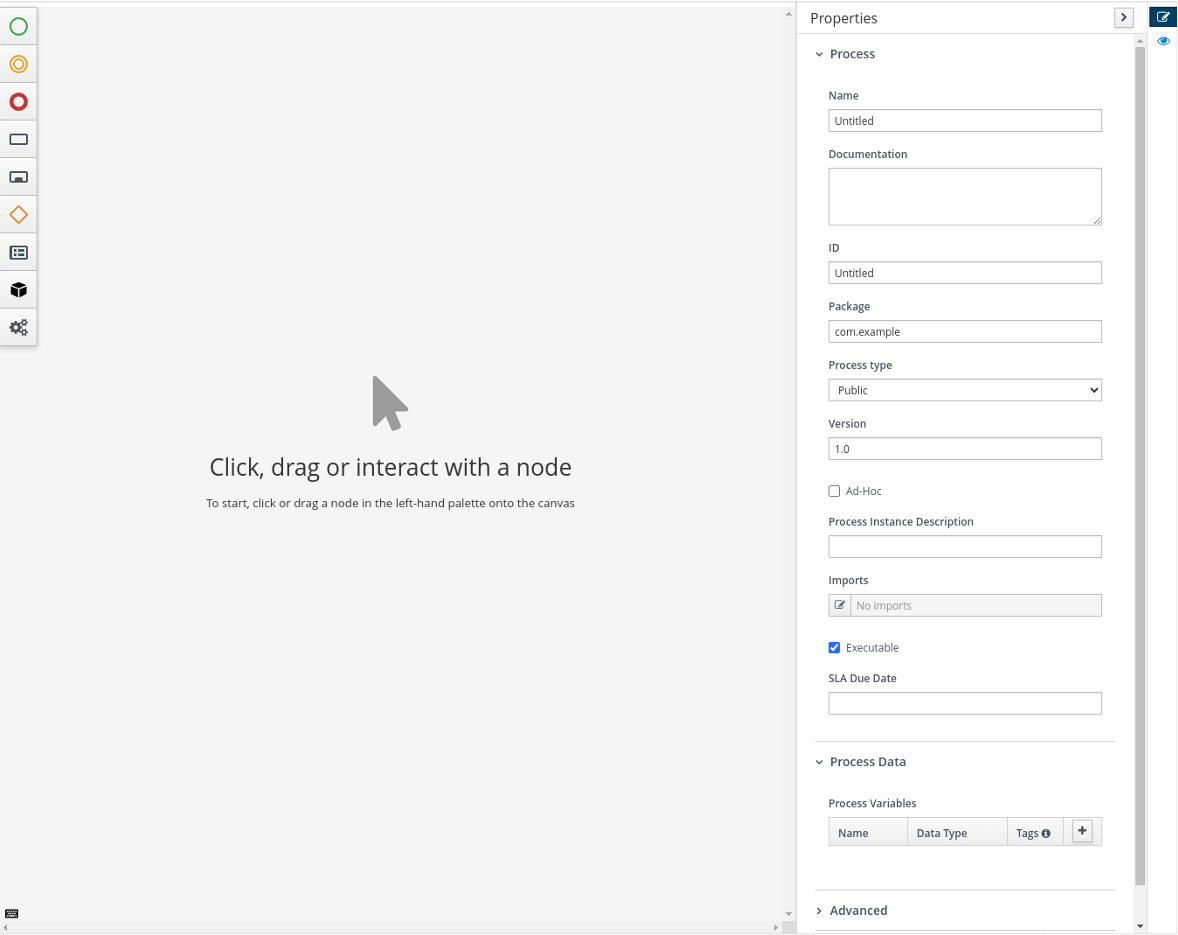 Properties
Process
Name
Untitled
Documentation
ID
Untitled
Package
com.example
Process type
Public
Version
1.0
Ad-Hoc
Process Instance Description
Imports
No imports
Executable
SLA Due Date
Process Data
Process Variables
Name Data Type Tags
Advanced
Click, drag or interact with a node
To start, click or drag a node in the left-hand palette onto the canvas